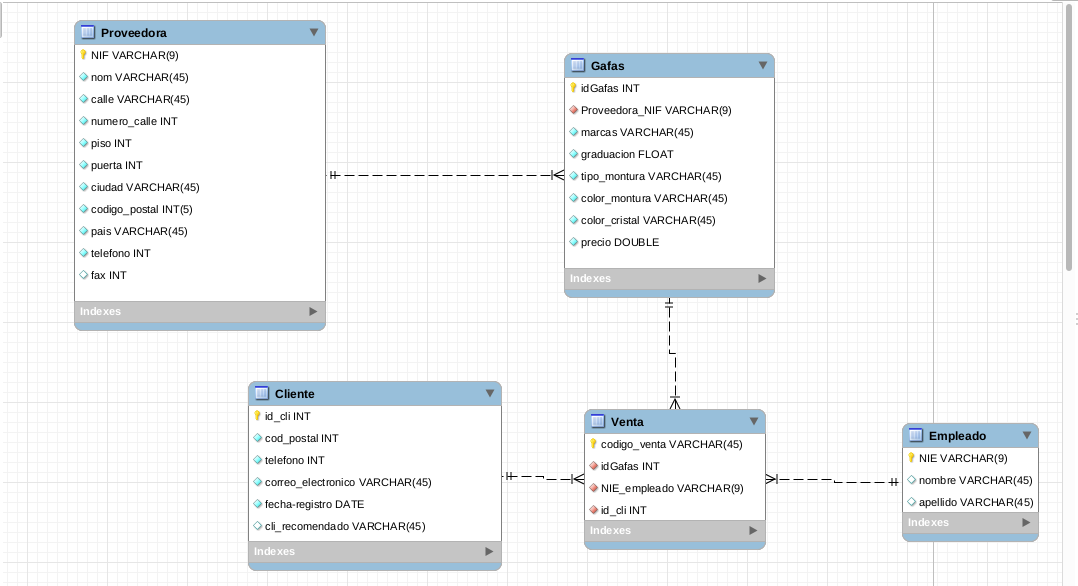 Proveedora
NIF VARCHAR(9)
nom VARCHAR(45)
calle VARCHAR(45)
numero_calle INT
piso INT
puerta INT
ciudad VARCHAR(45)
codigo_postal INT(5)
pais VARCHAR(45)
telefono INT
fax INT
Indexes
Gafas
idGafas INT
Proveedora_NIF VARCHAR(9)
marcas VARCHAR(45)
graduacion FLOAT
tipo_montura VARCHAR(45)
color_montura VARCHAR(45)
color_cristal VARCHAR(45)
precio DOUBLE
Indexes
Cliente
id_cli INT
cod_postal INT
telefono INT
correo_electronico VARCHAR(45)
fecha-registro DATE
cli_recomendado VARCHAR(45)
Indexes
Venta
codigo_venta VARCHAR(45)
idGafas INT
NIE_empleado VARCHAR(9)
id_cli INT
Indexes
Empleado
NIE VARCHAR(9)
nombre VARCHAR(45)
apellido VARCHAR(45)
Indexes